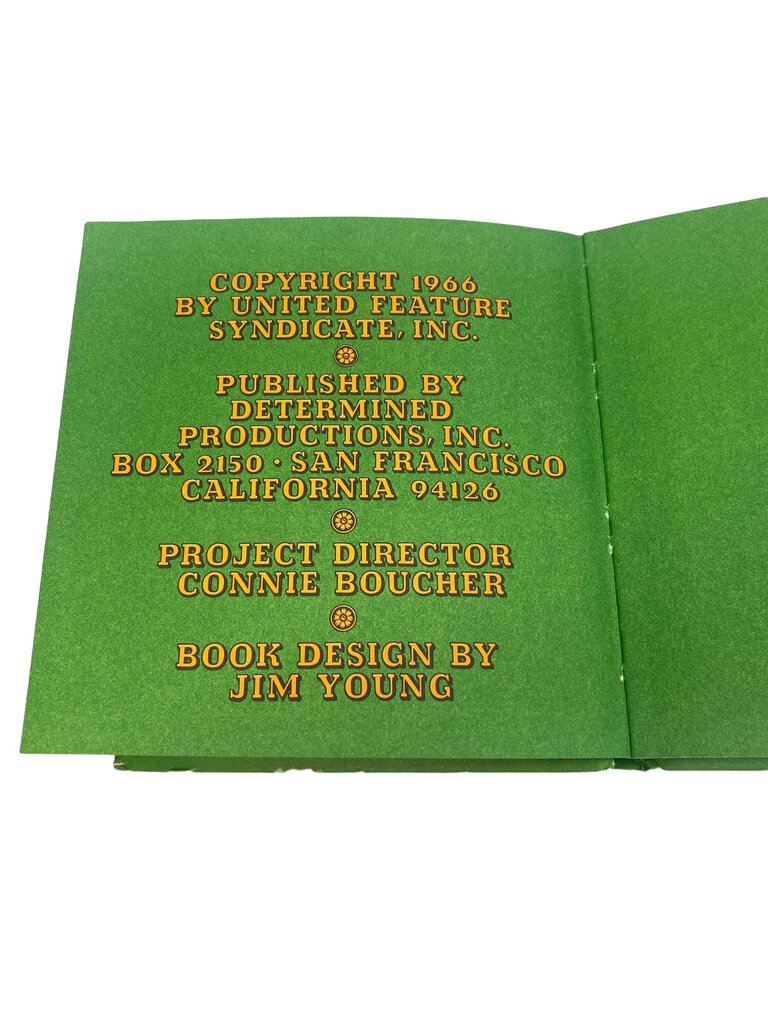 COPYRIGHT 1966
BY UNITED FEATURE
SYNDICATE, INC.
PUBLISHED BY
DETERMINED
PRODUCTIONS, INC.
BOX 2150 • SAN FRANCISCO
CALIFORNIA 94126
PROJECT DIRECTOR
CONNIE BOUCHER
BOOK DESIGN BY
JIM YOUNG